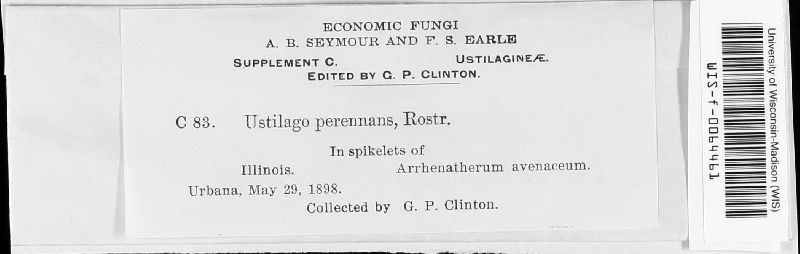 ECONOMIC FUNGI
A. B. SEYMOUR AND F. S. EARLE
SUPPLEMENT C. USTILAGINEÆ.
EDITED BY G. P. CLINTON.
C 83. Ustilago perennans, Rostr.
In spikelets of
Illinois. Arrhenatherum avenaceum.
Urbana, May 29, 1898.
Collected by G. P. Clinton.
University of Wisconsin-Madison (WIS)
WIS-f-0064461